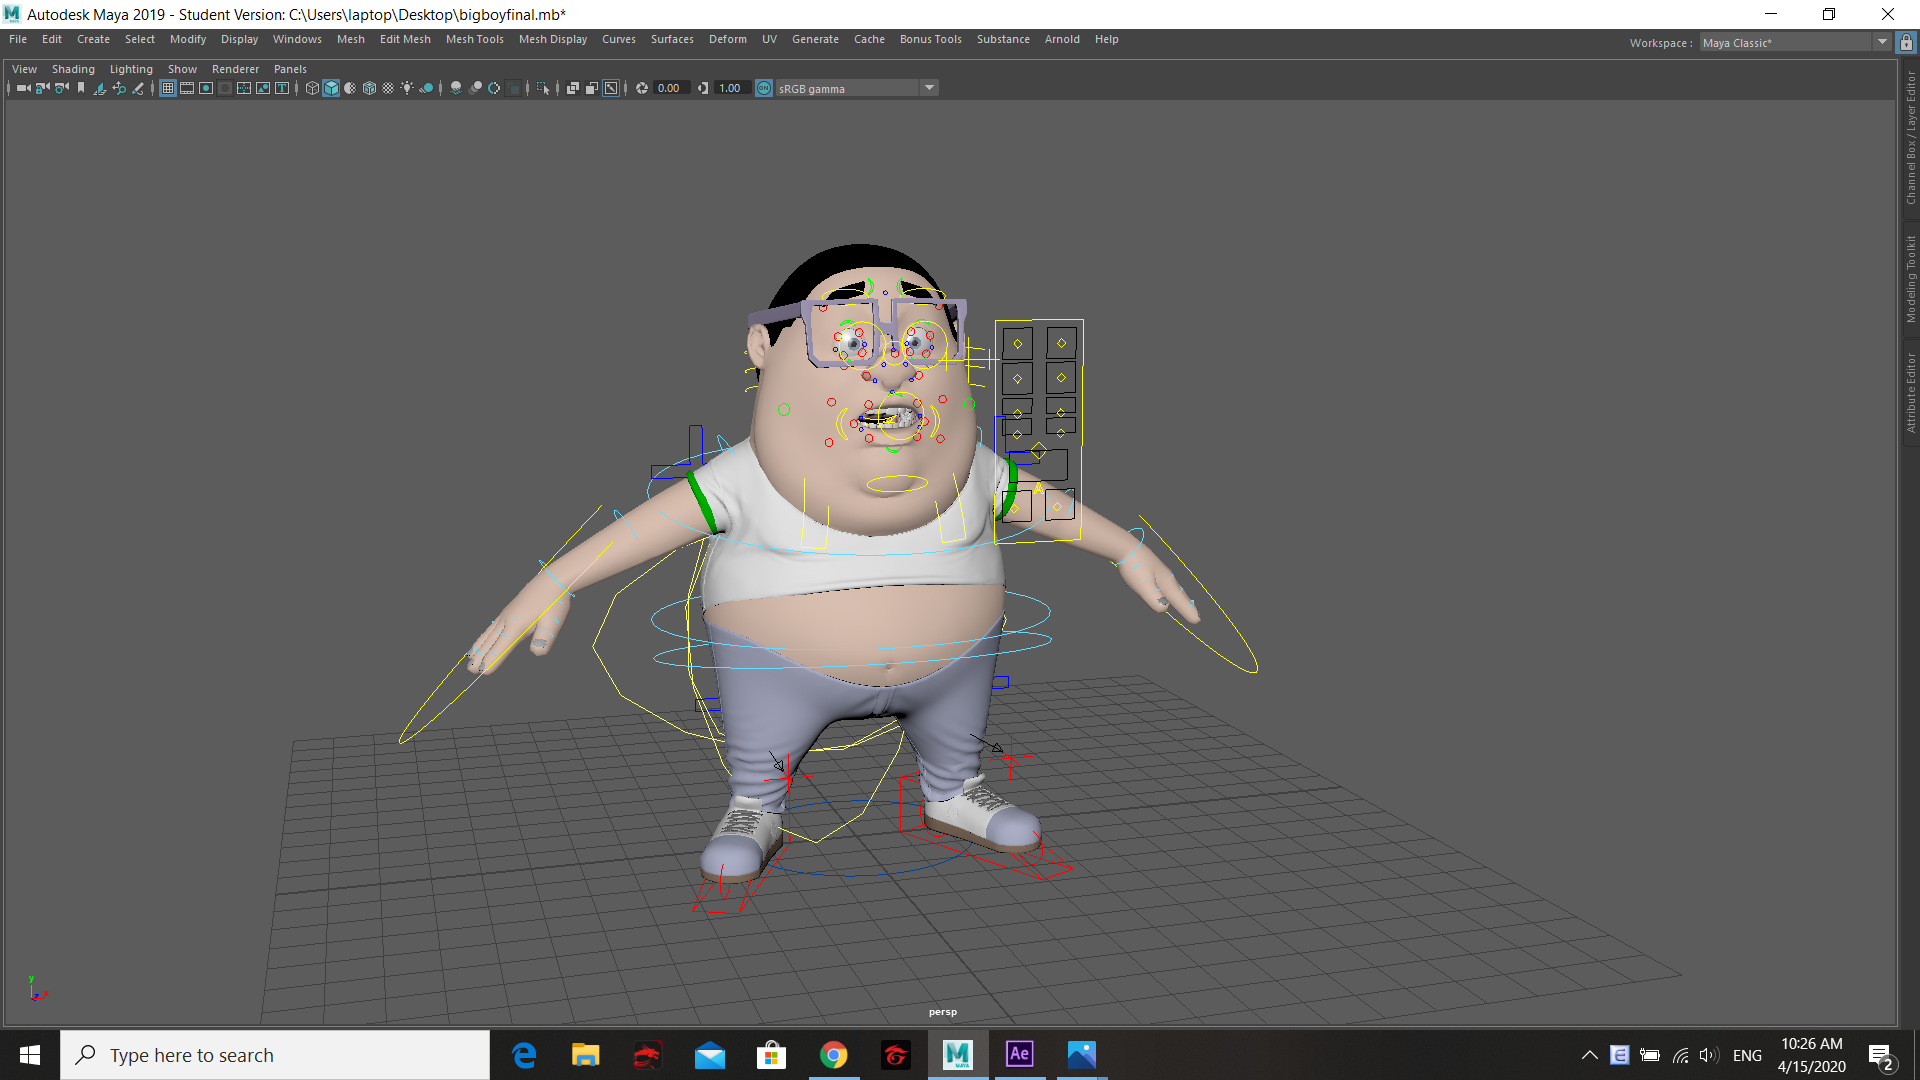 Autodesk Maya 2019 - Student Version: C:\Users\laptop\Desktop\bigboyfinal.mb*
File Edit Create Select Modify Display Windows Mesh Edit Mesh Mesh Tools Mesh Display Curves Surfaces Deform UV Generate Cache Bonus Tools Substance Arnold Help
Workspace : Maya Classic*
View Shading Lighting Show Renderer Panels
0.00 1.00 ON sRGB gamma
Channel Box / Layer Editor
Modeling Toolkit
Attribute Editor
y
persp
Type here to search
MAYA
Ae
ENG
10:26 AM
4/15/2020
2